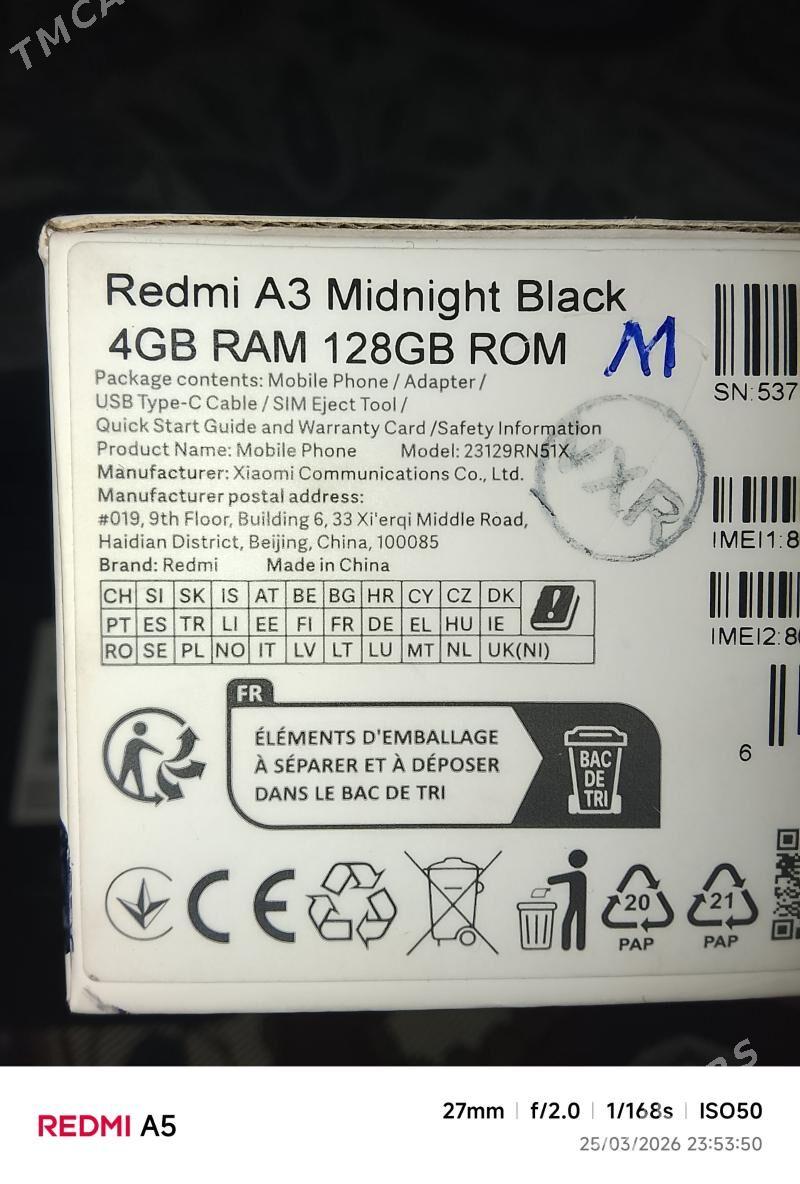 TMCA
Redmi A3 Midnight Black
4GB RAM 128GB ROM
M
Package contents: Mobile Phone / Adapter /
USB Type-C Cable / SIM Eject Tool /
Quick Start Guide and Warranty Card /Safety Information
Product Name: Mobile Phone Model: 23129RN51X
Manufacturer: Xiaomi Communications Co., Ltd.
Manufacturer postal address:
#019, 9th Floor, Building 6, 33 Xi'erqi Middle Road,
Haidian District, Beijing, China, 100085
Brand: Redmi Made in China
SN: 537
IMEI1: 8
IMEI2: 8
6
CH SI SK IS AT BE BG HR CY CZ DK
PT ES TR LI EE FI FR DE EL HU IE
RO SE PL NO IT LV LT LU MT NL UK(NI)
FR
ÉLÉMENTS D'EMBALLAGE
À SÉPARER ET À DÉPOSER
DANS LE BAC DE TRI
BAC
DE
TRI
CE
20
PAP
21
PAP
REDMI A5
27mm | f/2.0 | 1/168s | ISO50
25/03/2026 23:53:50